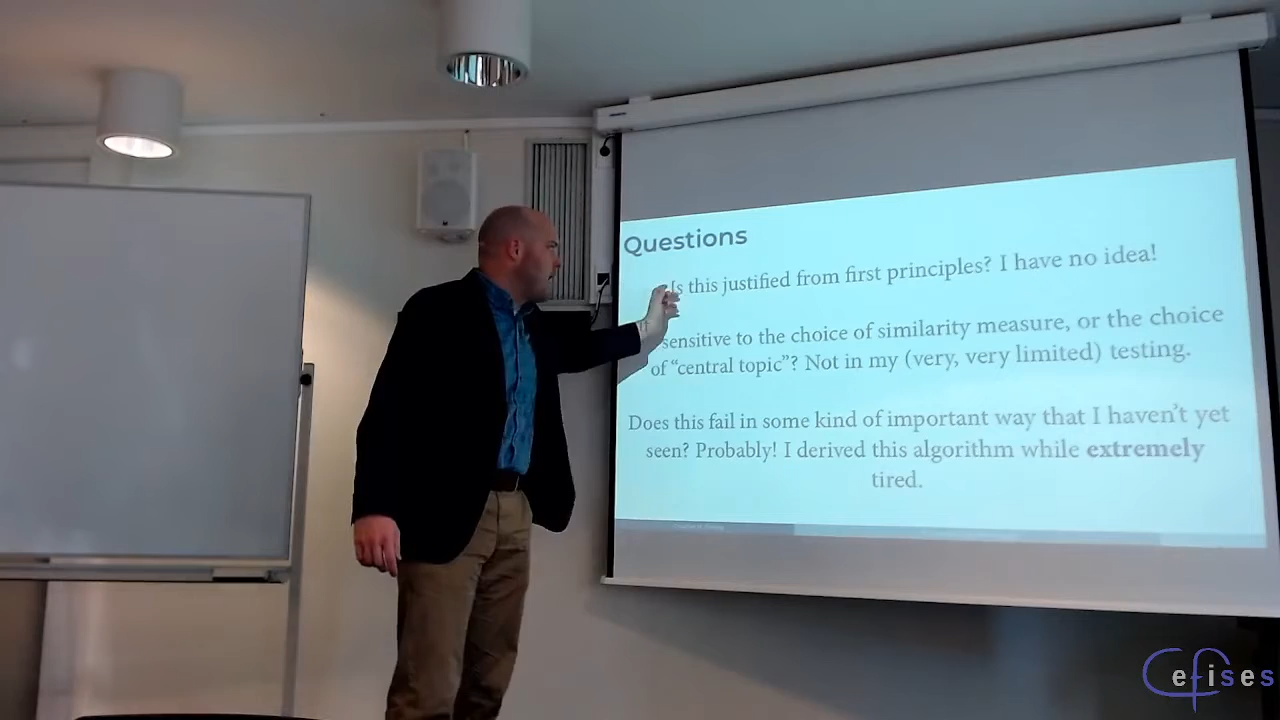 Questions
Is this justified from first principles? I have no idea!
sensitive to the choice of similarity measure, or the choice
of “central topic”? Not in my (very, very limited) testing.
Does this fail in some kind of important way that I haven’t yet
seen? Probably! I derived this algorithm while extremely
tired.
efises